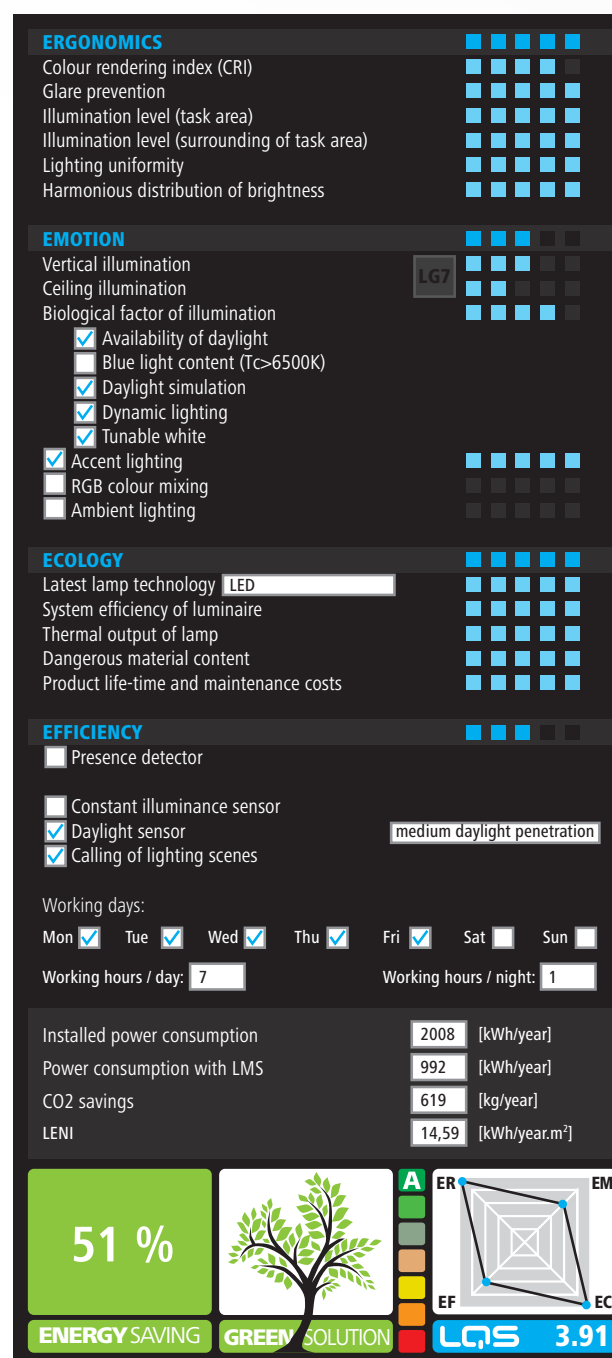 ERGONOMICS
Colour rendering index (CRI)
Glare prevention
Illumination level (task area)
Illumination level (surrounding of task area)
Lighting uniformity
Harmonious distribution of brightness
EMOTION
Vertical illumination
LG7
Ceiling illumination
Biological factor of illumination
Availability of daylight
Blue light content (Tc>6500K)
Daylight simulation
Dynamic lighting
Tunable white
Accent lighting
RGB colour mixing
Ambient lighting
ECOLOGY
Latest lamp technology LED
System efficiency of luminaire
Thermal output of lamp
Dangerous material content
Product life-time and maintenance costs
EFFICIENCY
Presence detector
Constant illuminance sensor
Daylight sensor medium daylight penetration
Calling of lighting scenes
Working days:
Mon Tue Wed Thu Fri Sat Sun
Working hours / day: 7 Working hours / night: 1
Installed power consumption 2008 [kWh/year]
Power consumption with LMS 992 [kWh/year]
CO2 savings 619 [kg/year]
LENI 14,59 [kWh/year.m²]
51 %
ENERGY SAVING
GREEN SOLUTION
A
ER EM
EF EC
LQS 3.91